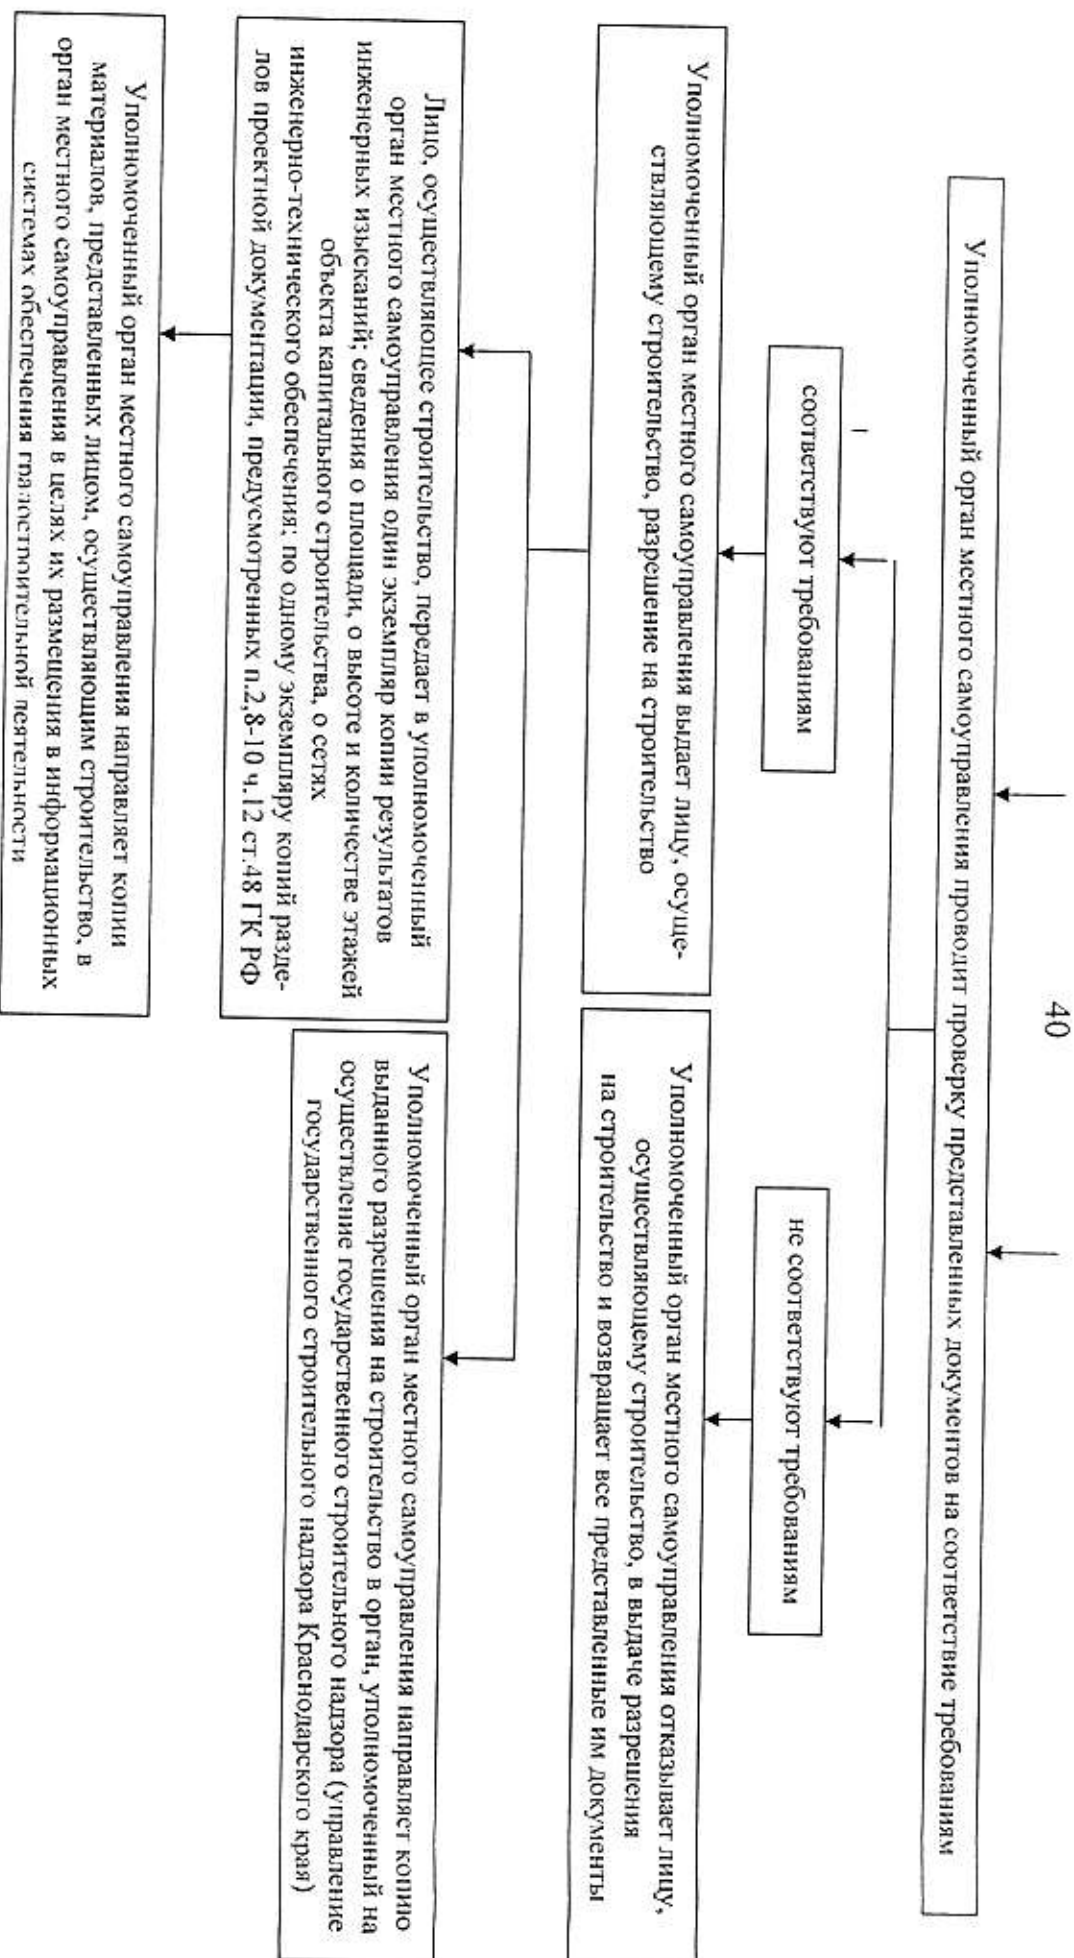 40
Уполномоченный орган местного самоуправления проводит проверку представленных документов на соответствие требованиям
соответствуют требованиям
не соответствуют требованиям
Уполномоченный орган местного самоуправления выдает лицу, осуще-
ствляющему строительство, разрешение на строительство
Уполномоченный орган местного самоуправления отказывает лицу,
осуществляющему строительство, в выдаче разрешения
на строительство и возвращает все представленные им документы
Лицо, осуществляющее строительство, передает в уполномоченный
орган местного самоуправления один экземпляр копии результатов
инженерных изысканий; сведения о площади, о высоте и количестве этажей
объекта капитального строительства, о сетях
инженерно-технического обеспечения; по одному экземпляру копий разде-
лов проектной документации, предусмотренных п.2,8-10 ч.12 ст.48 ГК РФ
Уполномоченный орган местного самоуправления направляет копию
выданного разрешения на строительство в орган, уполномоченный на
осуществление государственного строительного надзора (управление
государственного строительного надзора Краснодарского края)
Уполномоченный орган местного самоуправления направляет копии
материалов, представленных лицом, осуществляющим строительство, в
орган местного самоуправления в целях их размещения в информационных
системах обеспечения градостроительной деятельности